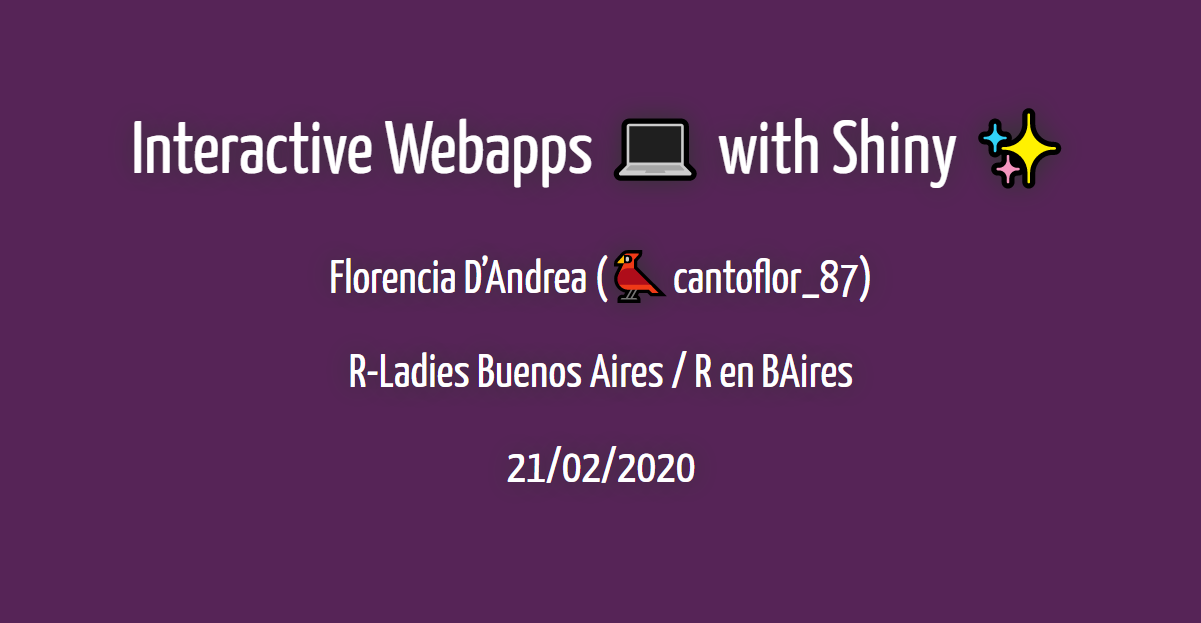 Interactive Webapps 💻 with Shiny ✨
Florencia D’Andrea (🐦 cantoflor_87)
R-Ladies Buenos Aires / R en BAires
21/02/2020